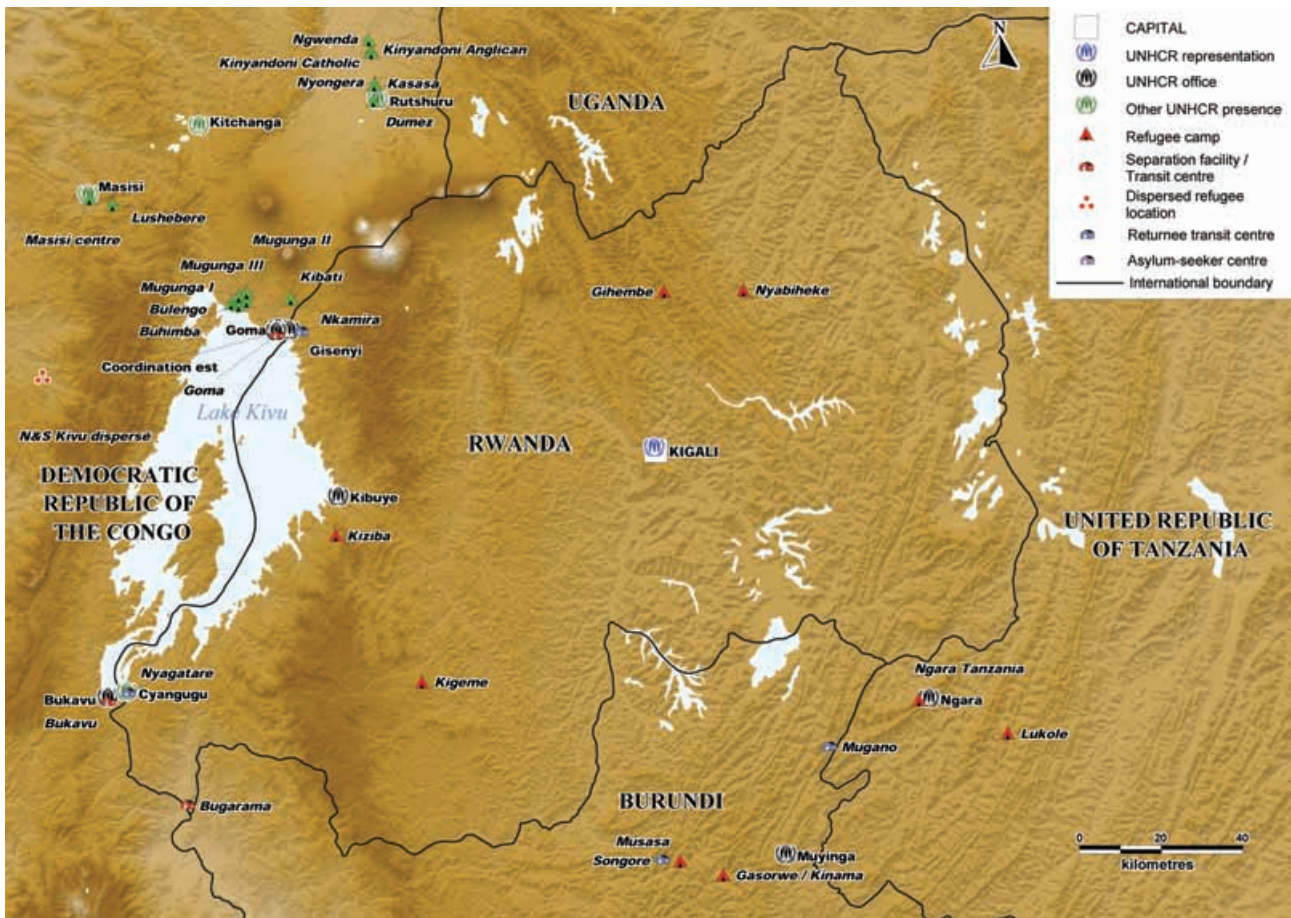 Ngwenda
Kinyandoni Anglican
Kinyandoni Catholic
Nyongera
Kasasa
Rutshuru
Dumez
Kitchanga
UGANDA
N
CAPITAL
UNHCR representation
UNHCR office
Other UNHCR presence
Refugee camp
Separation facility /
Transit centre
Dispersed refugee
location
Returnee transit centre
Asylum-seeker centre
International boundary
Masisi
Lushebere
Masisi centre
Mugunga II
Mugunga III
Mugunga I
Kibati
Bulengo
Buhimba
Goma
Nkamira
Gisenyi
Coordination est
Goma
Gihembe
Nyabiheke
Lake Kivu
N&S Kivu dispersé
RWANDA
KIGALI
DEMOCRATIC
REPUBLIC OF
THE CONGO
Kibuye
Kiziba
UNITED REPUBLIC
OF TANZANIA
Nyagatare
Bukavu
Cyangugu
Bukavu
Kigeme
Ngara Tanzania
Ngara
Lukole
Mugano
Bugarama
BURUNDI
Musasa
Songore
Muyinga
Gasorwe / Kinama
0 20 40
kilometres